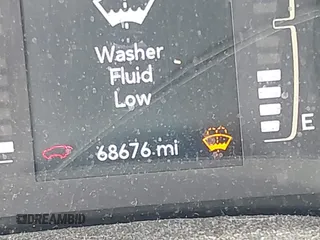 Washer
Fluid
Low
68676 mi
E
DREAMBID